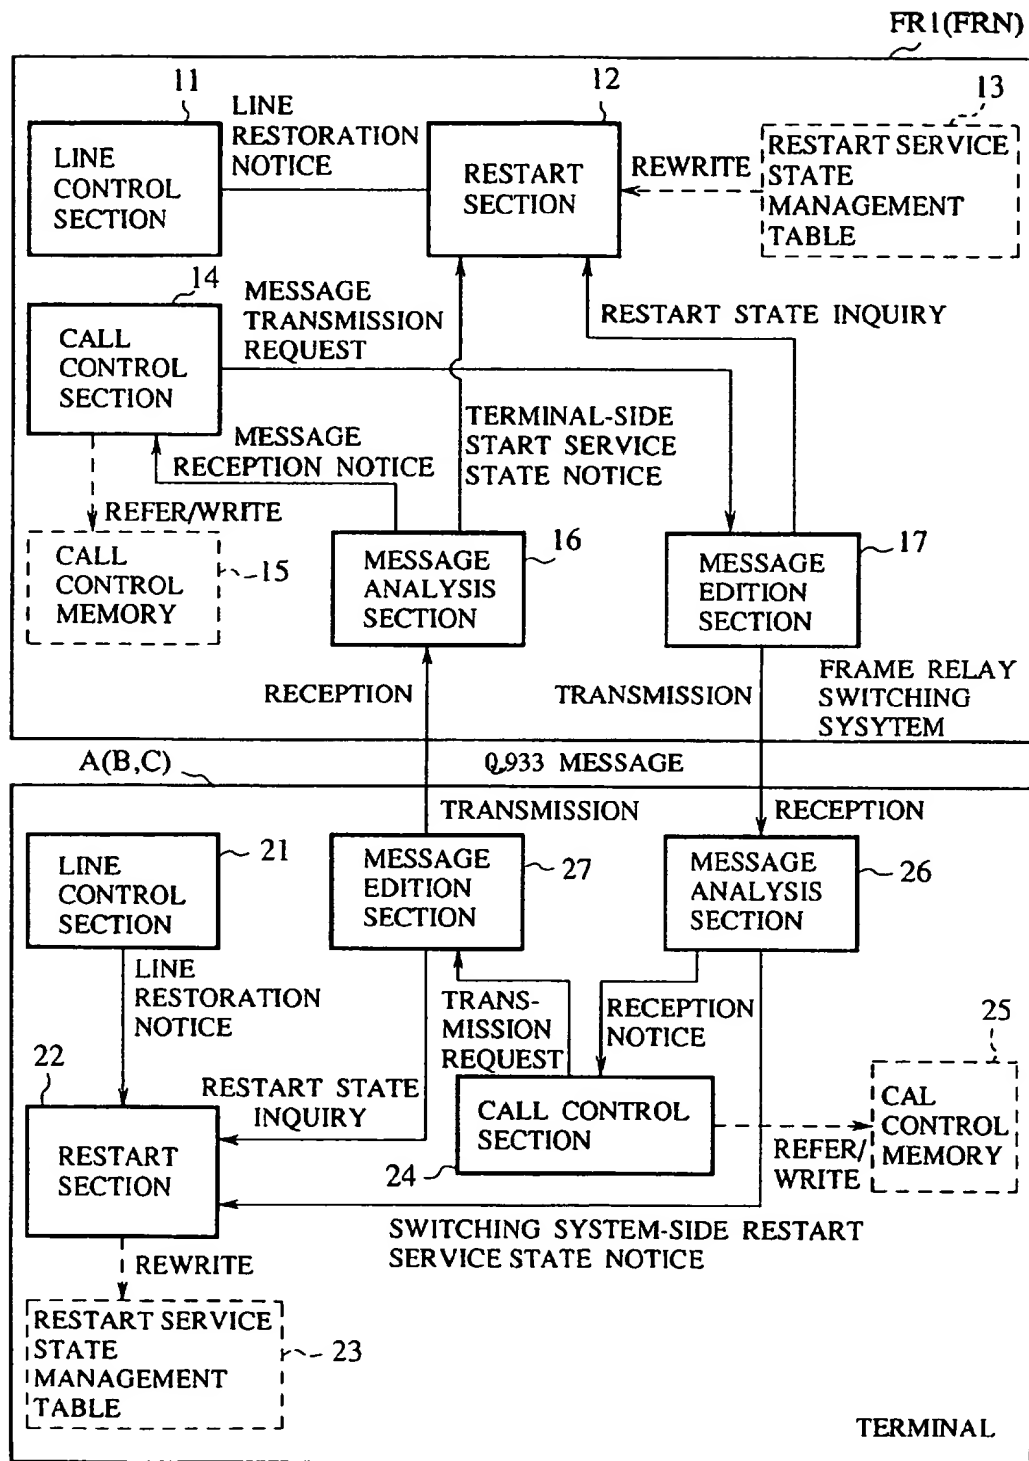 FR1(FRN)
11
LINE
CONTROL
SECTION
LINE
RESTORATION
NOTICE
12
RESTART
SECTION
REWRITE
13
RESTART SERVICE
STATE
MANAGEMENT
TABLE
14
CALL
CONTROL
SECTION
MESSAGE
TRANSMISSION
REQUEST
RESTART STATE INQUIRY
MESSAGE
RECEPTION NOTICE
TERMINAL-SIDE
START SERVICE
STATE NOTICE
REFER/WRITE
CALL
CONTROL
MEMORY
15
MESSAGE
ANALYSIS
SECTION
16
MESSAGE
EDITION
SECTION
17
RECEPTION
TRANSMISSION
FRAME RELAY
SWITCHING
SYSYTEM
A(B,C)
Q.933 MESSAGE
TRANSMISSION
RECEPTION
LINE
CONTROL
SECTION
21
MESSAGE
EDITION
SECTION
27
MESSAGE
ANALYSIS
SECTION
26
LINE
RESTORATION
NOTICE
TRANS-
MISSION
REQUEST
RECEPTION
NOTICE
25
22
RESTART STATE
INQUIRY
RESTART
SECTION
CALL CONTROL
SECTION
24
REFER/
WRITE
CAL
CONTROL
MEMORY
SWITCHING SYSTEM-SIDE RESTART
SERVICE STATE NOTICE
REWRITE
RESTART SERVICE
STATE
MANAGEMENT
TABLE
23
TERMINAL